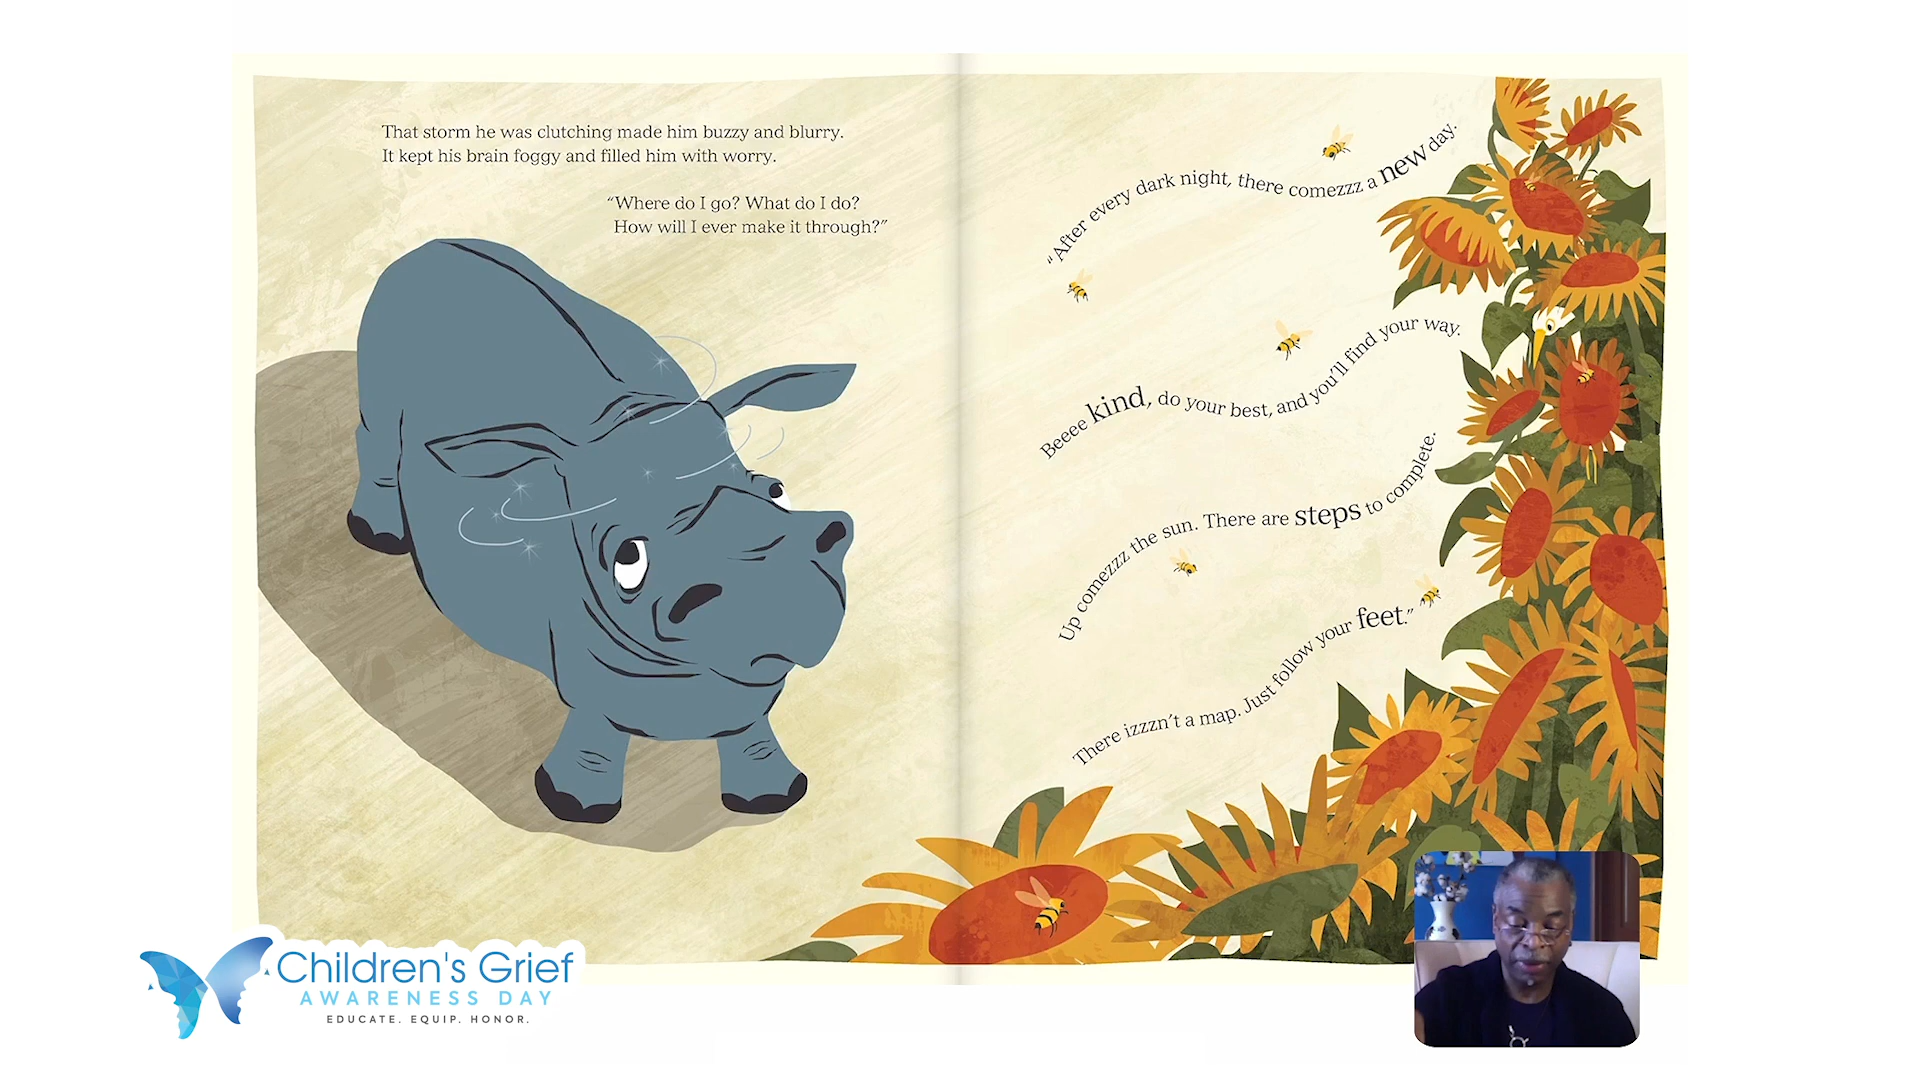 That storm he was clutching made him buzzy and blurry.
It kept his brain foggy and filled him with worry.
“Where do I go? What do I do?
How will I ever make it through?”
“After every dark night, there comezzz a new day.
Beeee kind, do your best, and you’ll find your way.
Up comezzz the sun. There are steps to complete.
There izzzn’t a map. Just follow your feet.”
Children's Grief
AWARENESS DAY
EDUCATE. EQUIP. HONOR.